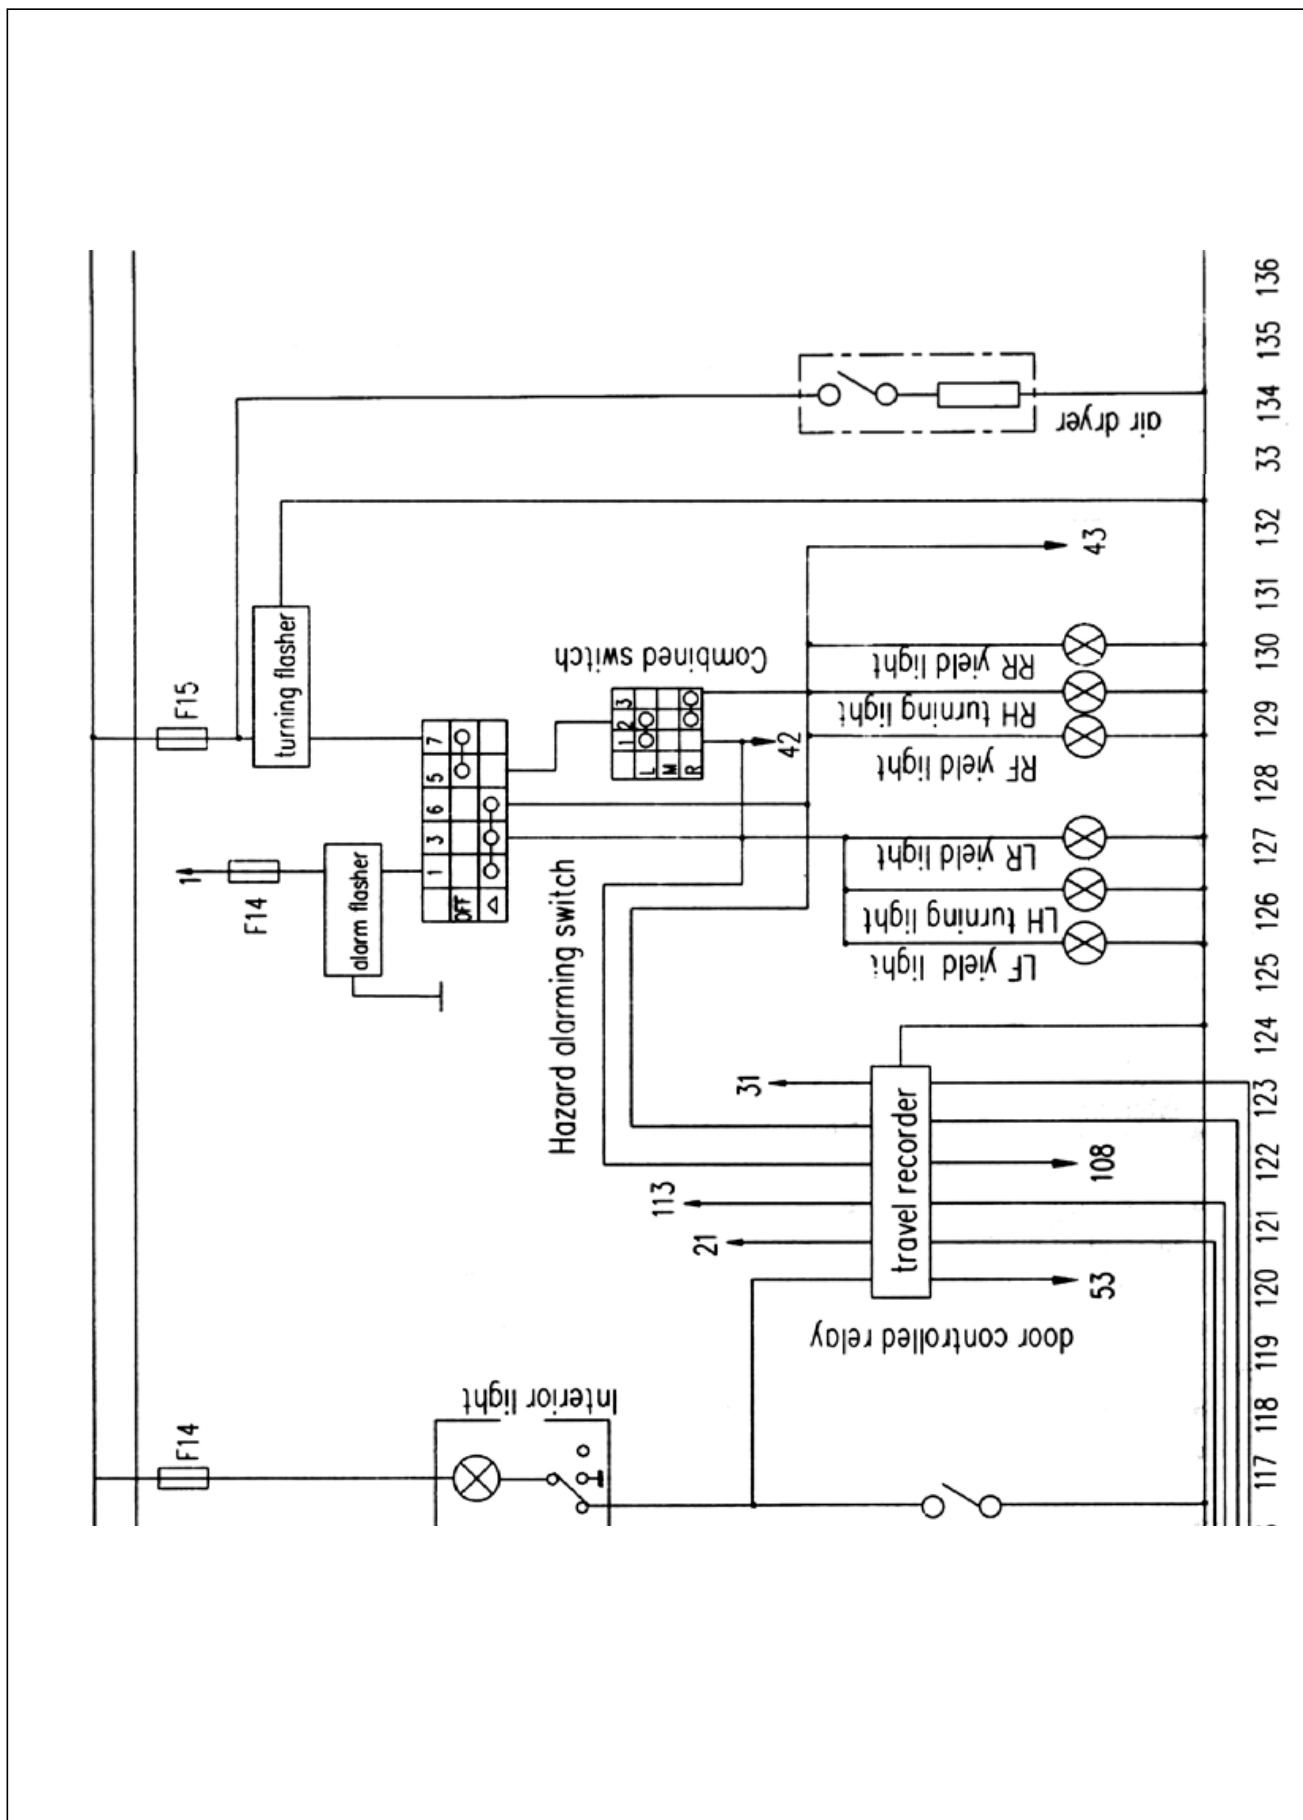 F15
turning flasher
7
5
6
3
1
OFF
F14
1
alarm flasher
Hazard alarming switch
Combined switch
1
2
3
L
M
R
42
43
air dryer
RR yield light
RH turning light
RF yield light
LR yield light
LH turning light
LF yield light
31
113
21
travel recorder
108
53
door controlled relay
F14
Interior light
136
135
134
33
132
131
130
129
128
127
126
125
124
123
122
121
120
119
118
117